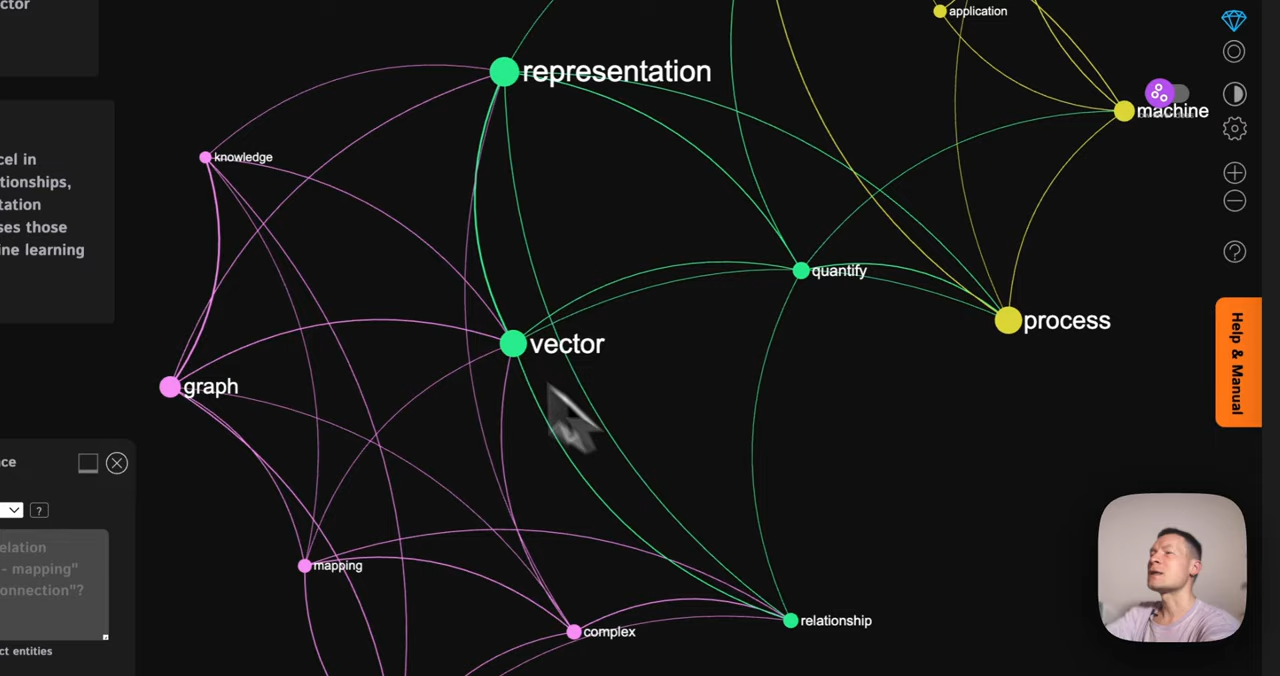 ctor
cel in
tionships,
tation
ses those
ine learning
ce
?
elation
- mapping"
onnection"?
ct entities
application
representation
machine
knowledge
quantify
process
vector
graph
mapping
complex
relationship
?
Help & Manual